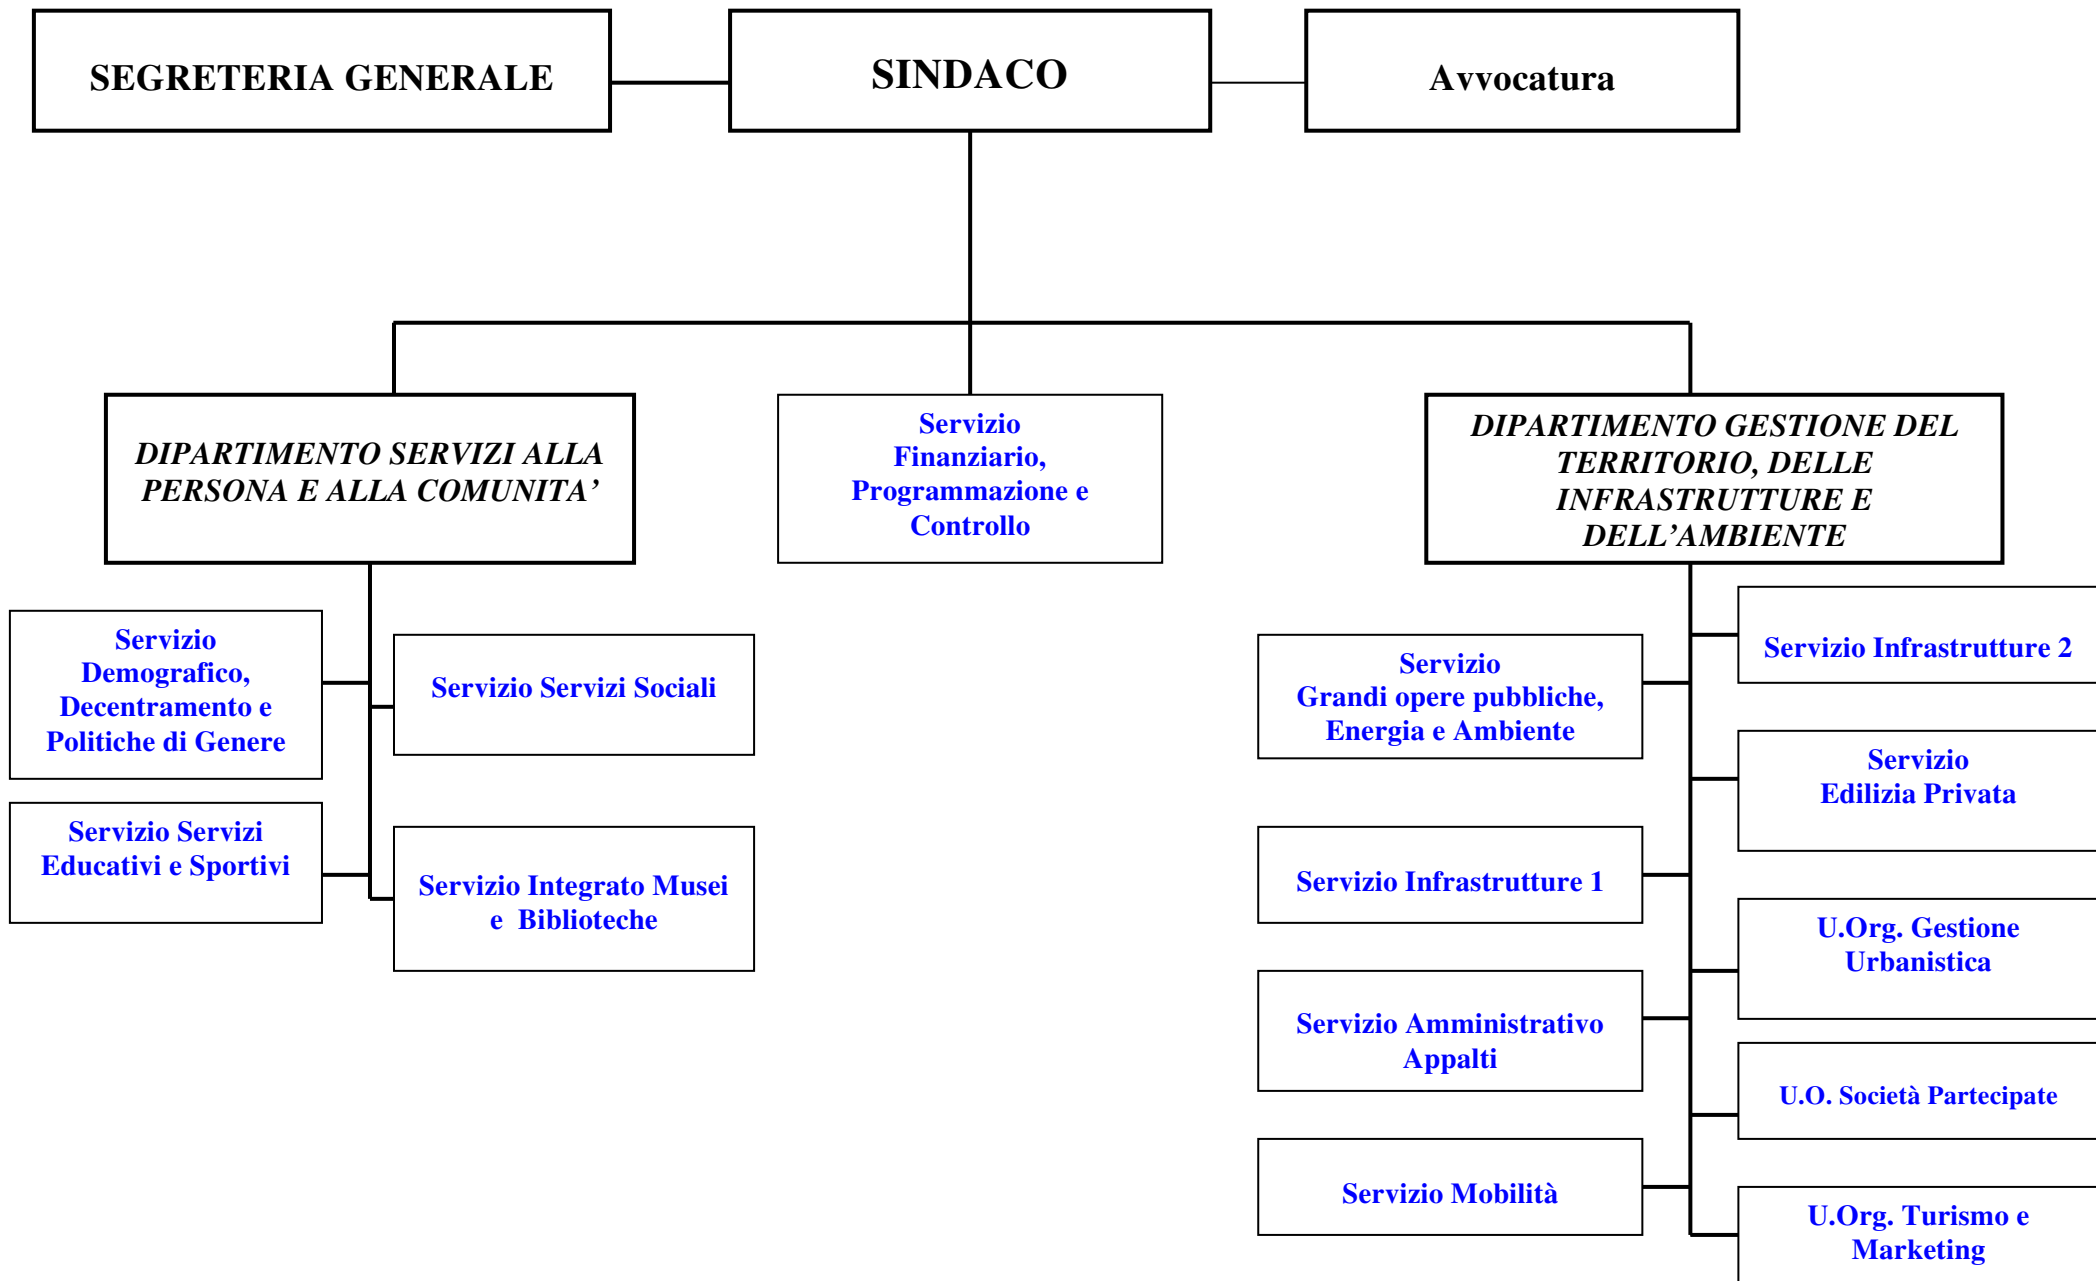 SEGRETERIA GENERALE
SINDACO
Avvocatura
DIPARTIMENTO SERVIZI ALLA
PERSONA E ALLA COMUNITA’
Servizio
Finanziario,
Programmazione e
Controllo
DIPARTIMENTO GESTIONE DEL
TERRITORIO, DELLE
INFRASTRUTTURE E
DELL’AMBIENTE
Servizio
Demografico,
Decentramento e
Politiche di Genere
Servizio Servizi Sociali
Servizio Servizi
Educativi e Sportivi
Servizio Integrato Musei
e Biblioteche
Servizio
Grandi opere pubbliche,
Energia e Ambiente
Servizio Infrastrutture 2
Servizio
Edilizia Privata
Servizio Infrastrutture 1
U.Org. Gestione
Urbanistica
Servizio Amministrativo
Appalti
U.O. Società Partecipate
Servizio Mobilità
U.Org. Turismo e
Marketing